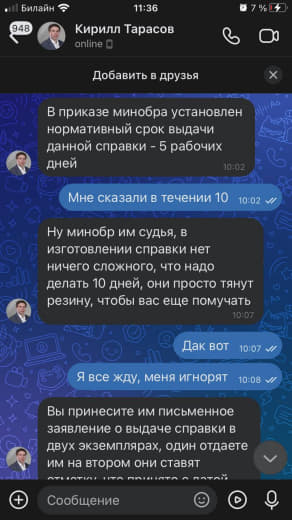 Билайн
11:36
7 %
948
Кирилл Тарасов
online
Добавить в друзья
В приказе минобра установлен
нормативный срок выдачи
данной справки - 5 рабочих
дней
10:02
Мне сказали в течении 10
10:02
Ну минобр им судья, в
изготовлении справки нет
ничего сложного, что надо
делать 10 дней, они просто тянут
резину, чтобы вас еще помучать
10:07
Дак вот
10:07
Я все жду, меня игнорят
10:08
Вы принесите им письменное
заявление о выдаче справки в
двух экземплярах, один отдаете
им на втором они ставят
отметку, что принято с датой
Сообщение